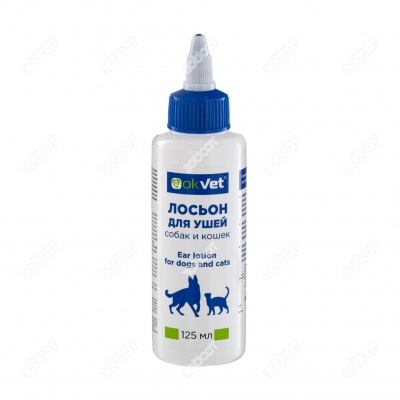 okvet®
ЛОСЬОН
ДЛЯ УШЕЙ
собак и кошек
Ear lotion
for dogs and cats
125 мл